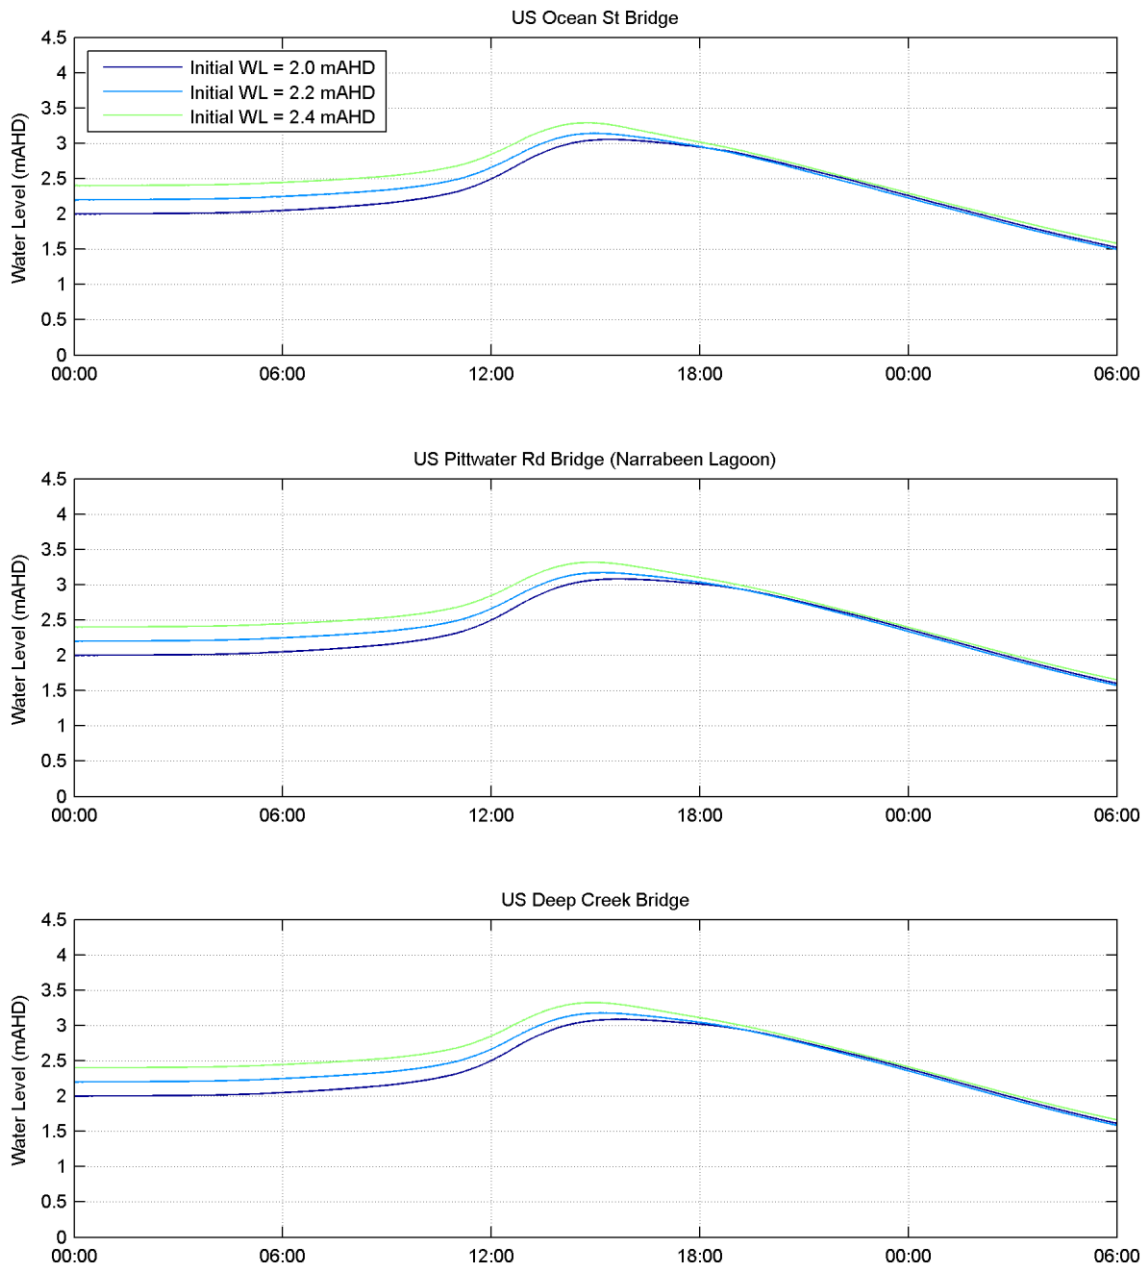 US Ocean St Bridge
4.5
4
3.5
3
2.5
2
1.5
1
0.5
0
Water Level (mAHD)
Initial WL = 2.0 mAHD
Initial WL = 2.2 mAHD
Initial WL = 2.4 mAHD
00:00 06:00 12:00 18:00 00:00 06:00
US Pittwater Rd Bridge (Narrabeen Lagoon)
4.5
4
3.5
3
2.5
2
1.5
1
0.5
0
Water Level (mAHD)
00:00 06:00 12:00 18:00 00:00 06:00
US Deep Creek Bridge
4.5
4
3.5
3
2.5
2
1.5
1
0.5
0
Water Level (mAHD)
00:00 06:00 12:00 18:00 00:00 06:00